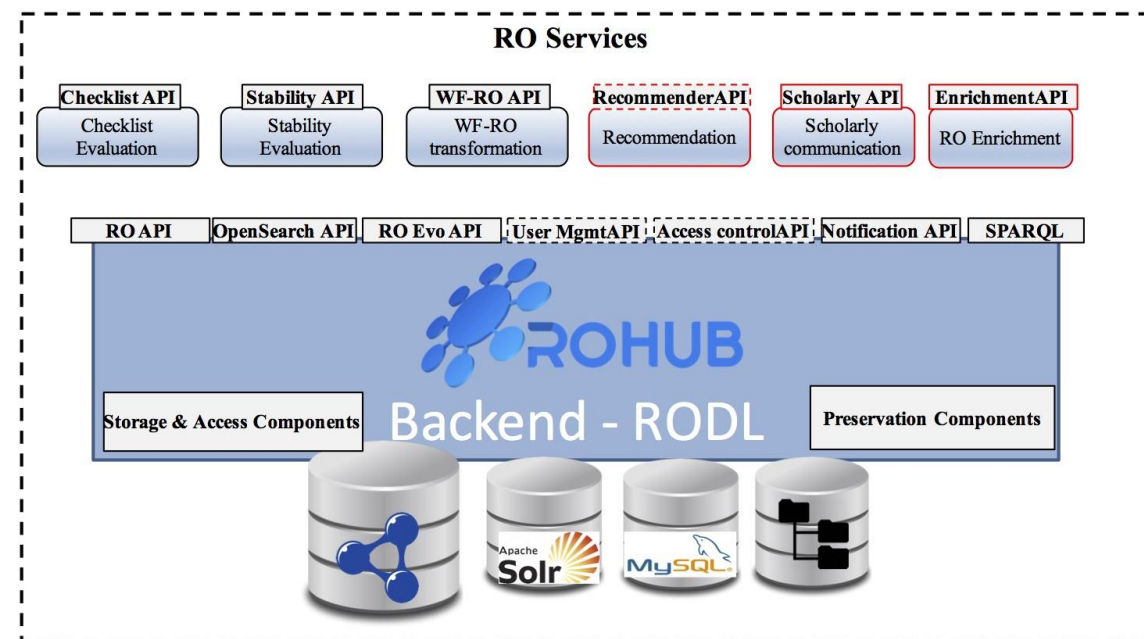 RO Services
Checklist API
Stability API
WF-RO API
RecommenderAPI
Scholarly API
EnrichmentAPI
Checklist
Evaluation
Stability
Evaluation
WF-RO
transformation
Recommendation
Scholarly
communication
RO Enrichment
RO API
OpenSearch API
RO Evo API
User MgmtAPI
Access controlAPI
Notification API
SPARQL
ROHUB
Storage & Access Components
Backend - RODL
Preservation Components
Apache
Solr
MySQL